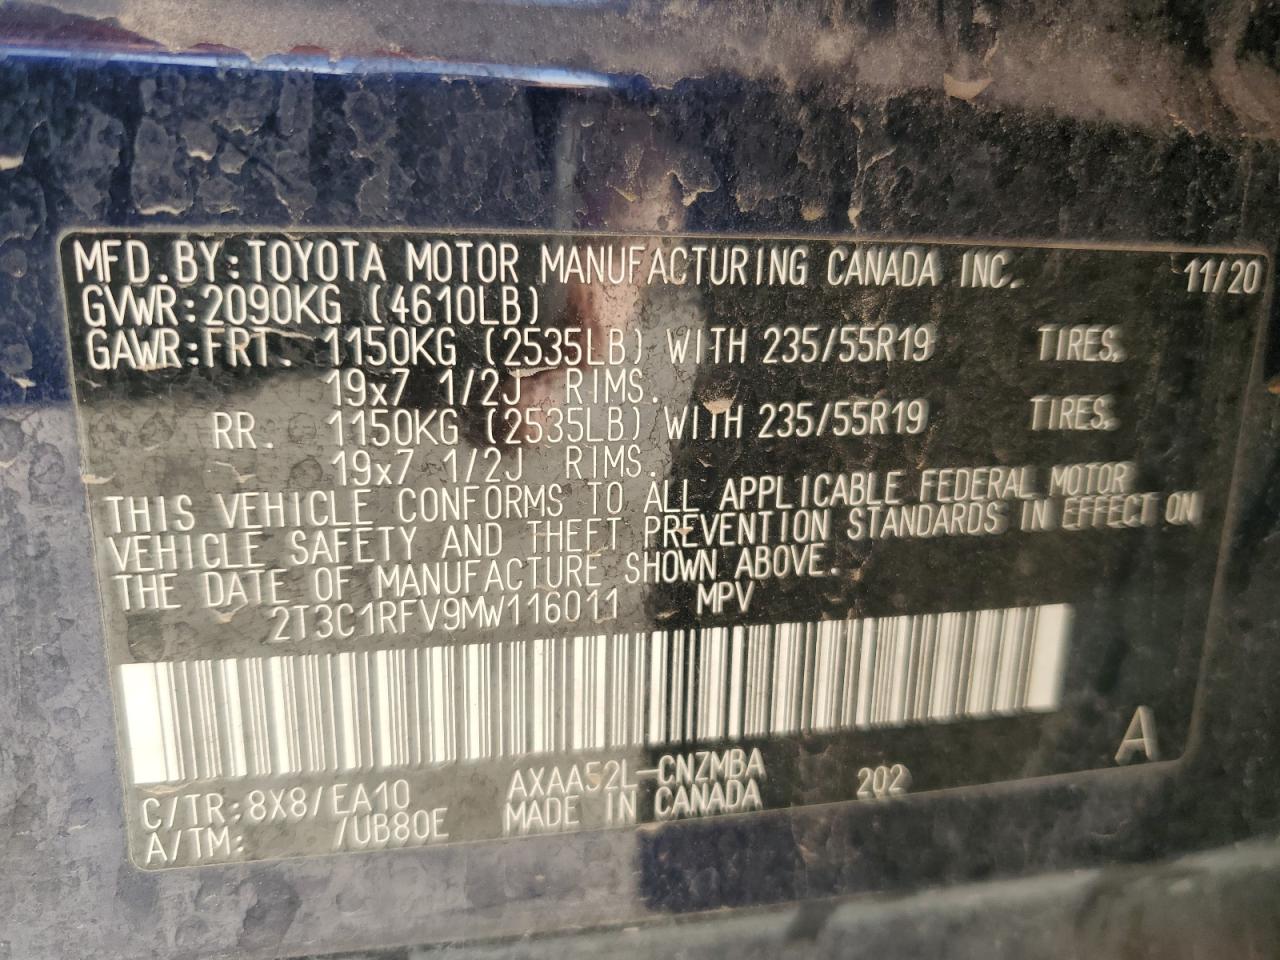 MFD.BY:TOYOTA MOTOR MANUFACTURING CANADA INC. 11/20
GVWR:2090KG (4610LB)
GAWR:FRT. 1150KG (2535LB) WITH 235/55R19 TIRES,
19x7 1/2J RIMS.
RR. 1150KG (2535LB) WITH 235/55R19 TIRES.
19x7 1/2J RIMS.
THIS VEHICLE CONFORMS TO ALL APPLICABLE FEDERAL MOTOR
VEHICLE SAFETY AND THEFT PREVENTION STANDARDS IN EFFECT ON
THE DATE OF MANUFACTURE SHOWN ABOVE.
2T3C1RFV9MW116011 MPV
A
C/TR:8X8/EA10 AXAA52L-CNZMBA 202
A/TM: /UB80E MADE IN CANADA